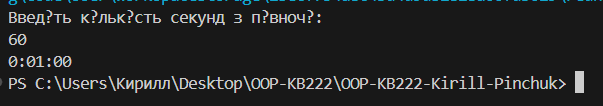 Введ?ть к?льк?сть секунд з п?вноч?:
60
0:01:00
PS C:\Users\Кирилл\Desktop\OOP-KB222\OOP-KB222-Kirill-Pinchuk>